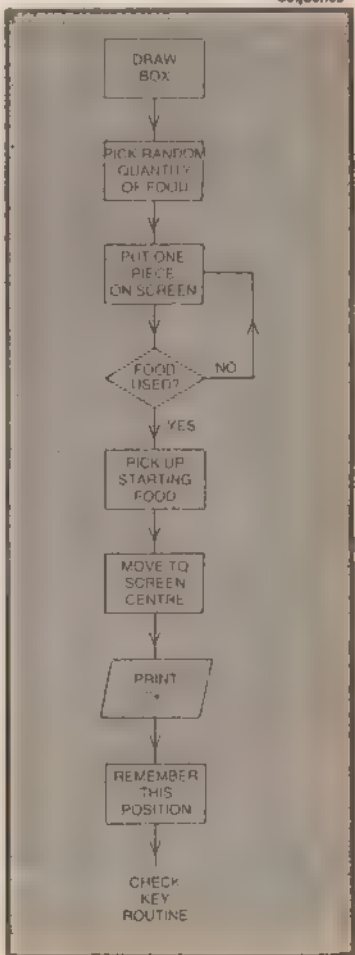 DRAW
BOX
PICK RANDOM
QUANTITY
OF FOOD
PUT ONE
PIECE
ON SCREEN
FOOD
USED?
NO
YES
PICK UP
STARTING
FOOD
MOVE TO
SCREEN
CENTRE
PRINT
REMEMBER
THIS
POSITION
CHECK
KEY
ROUTINE